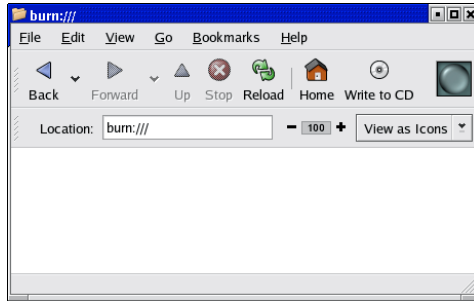 burn:///
File Edit View Go Bookmarks Help
Back Forward Up Stop Reload Home Write to CD
Location: burn:/// 100 View as Icons